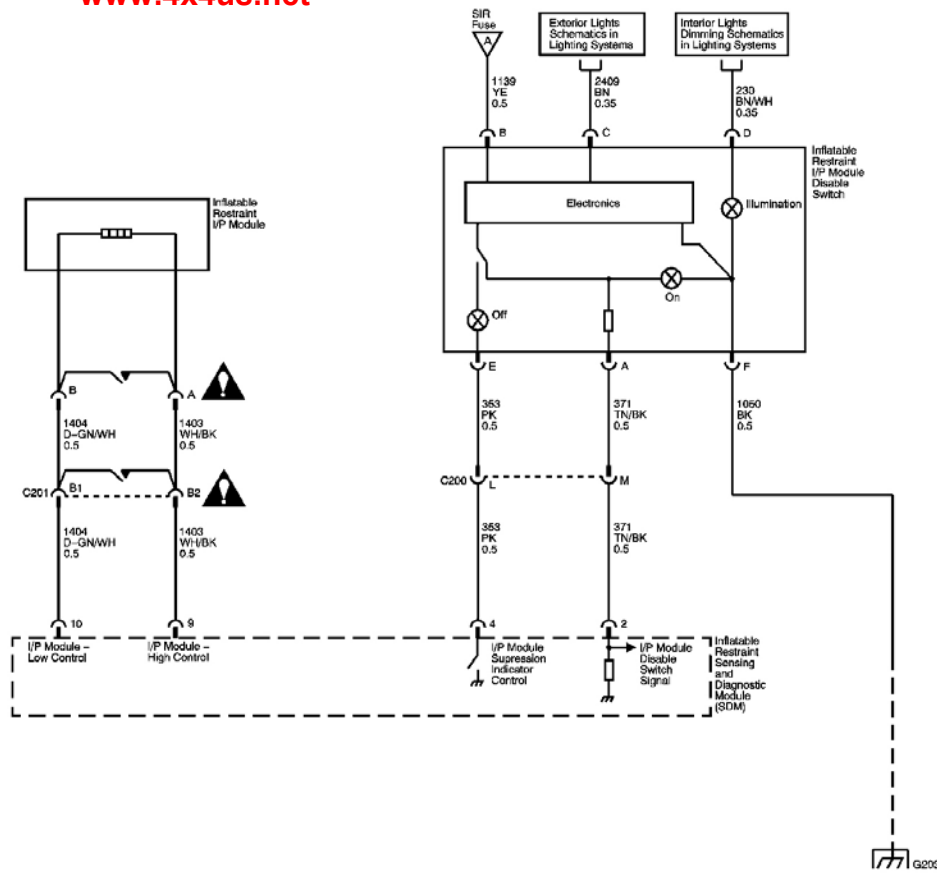 www.4x4us.net
SIR
Fuse
A
Exterior Lights
Schematics in
Lighting Systems
Interior Lights
Dimming Schematics
in Lighting Systems
1139
YE
0.5
2409
BN
0.35
230
BN/WH
0.35
B
C
D
Inflatable
Restraint
I/P Module
Disable
Switch
Electronics
Illumination
On
Off
Inflatable
Restraint
I/P Module
E
A
F
B
A
353
PK
0.5
371
TN/BK
0.5
1050
BK
0.5
1404
D-GN/WH
0.5
1403
WH/BK
0.5
C201
B1
B2
C200
L
M
1404
D-GN/WH
0.5
1403
WH/BK
0.5
353
PK
0.5
371
TN/BK
0.5
10
9
4
2
I/P Module –
Low Control
I/P Module –
High Control
I/P Module
Supression
Indicator
Control
I/P Module
Disable
Switch
Signal
Inflatable
Restraint
Sensing
and
Diagnostic
Module
(SDM)